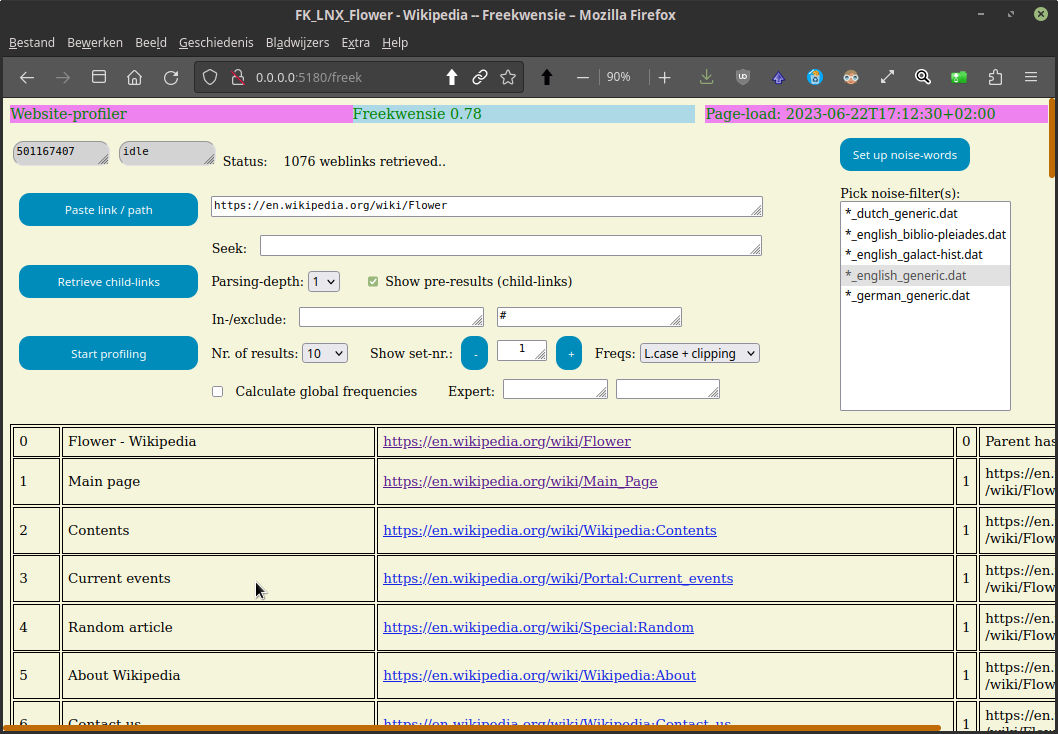 FK_LNX_Flower - Wikipedia -- Freekwensie – Mozilla Firefox
Bestand Bewerken Beeld Geschiedenis Bladwijzers Extra Help
0.0.0.0:5180/freek 90%
Website-profiler Freekwensie 0.78 Page-load: 2023-06-22T17:12:30+02:00
501167407 idle Status: 1076 weblinks retrieved.. Set up noise-words
Pick noise-filter(s):
Paste link / path https://en.wikipedia.org/wiki/Flower *_dutch_generic.dat
*_english_biblio-pleiades.dat
Seek: *_english_galact-hist.dat
Retrieve child-links Parsing-depth: 1 Show pre-results (child-links) *_english_generic.dat
*_german_generic.dat
In-/exclude: #
Start profiling Nr. of results: 10 Show set-nr.: - 1 + Freqs: L.case + clipping
Calculate global frequencies Expert:
0 Flower - Wikipedia https://en.wikipedia.org/wiki/Flower 0 Parent has
1 Main page https://en.wikipedia.org/wiki/Main_Page 1 https://en.
/wiki/Flow
2 Contents https://en.wikipedia.org/wiki/Wikipedia:Contents 1 https://en.
/wiki/Flow
3 Current events https://en.wikipedia.org/wiki/Portal:Current_events 1 https://en.
/wiki/Flow
4 Random article https://en.wikipedia.org/wiki/Special:Random 1 https://en.
/wiki/Flow
5 About Wikipedia https://en.wikipedia.org/wiki/Wikipedia:About 1 https://en.
/wiki/Flow
6 Contact us https://en.wikipedia.org/wiki/Wikipedia:Contact_us 1 https://en.
/wiki/Flow